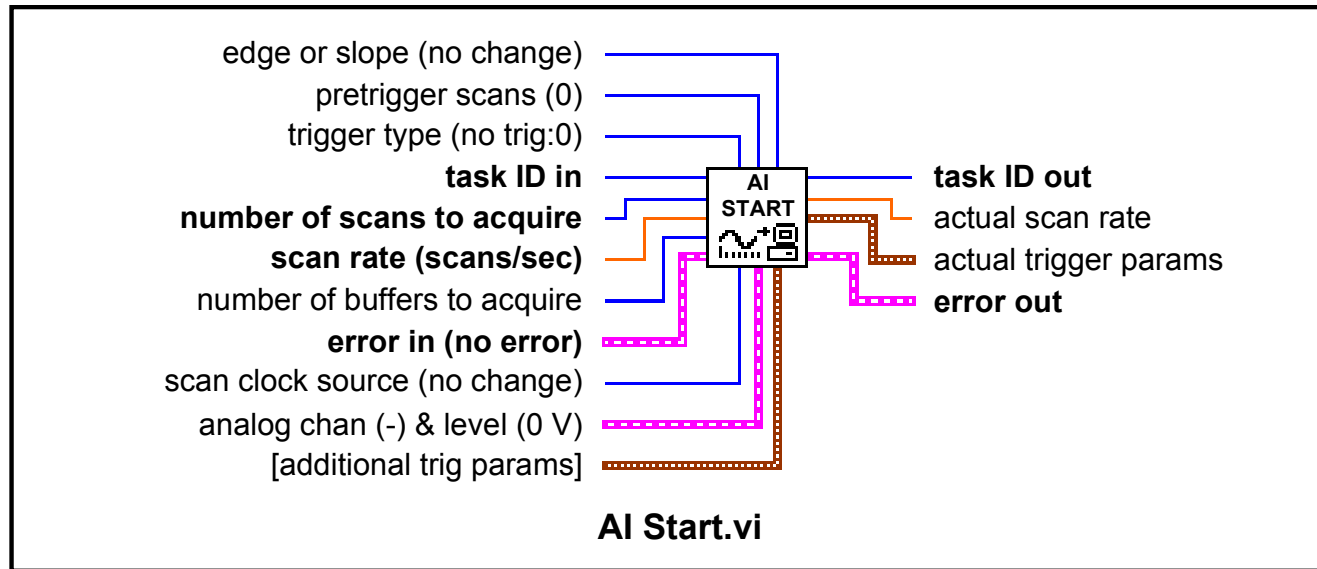 edge or slope (no change)
pretrigger scans (0)
trigger type (no trig:0)
task ID in
number of scans to acquire
scan rate (scans/sec)
number of buffers to acquire
error in (no error)
scan clock source (no change)
analog chan (-) & level (0 V)
[additional trig params]
AI
START
task ID out
actual scan rate
actual trigger params
error out
AI Start.vi